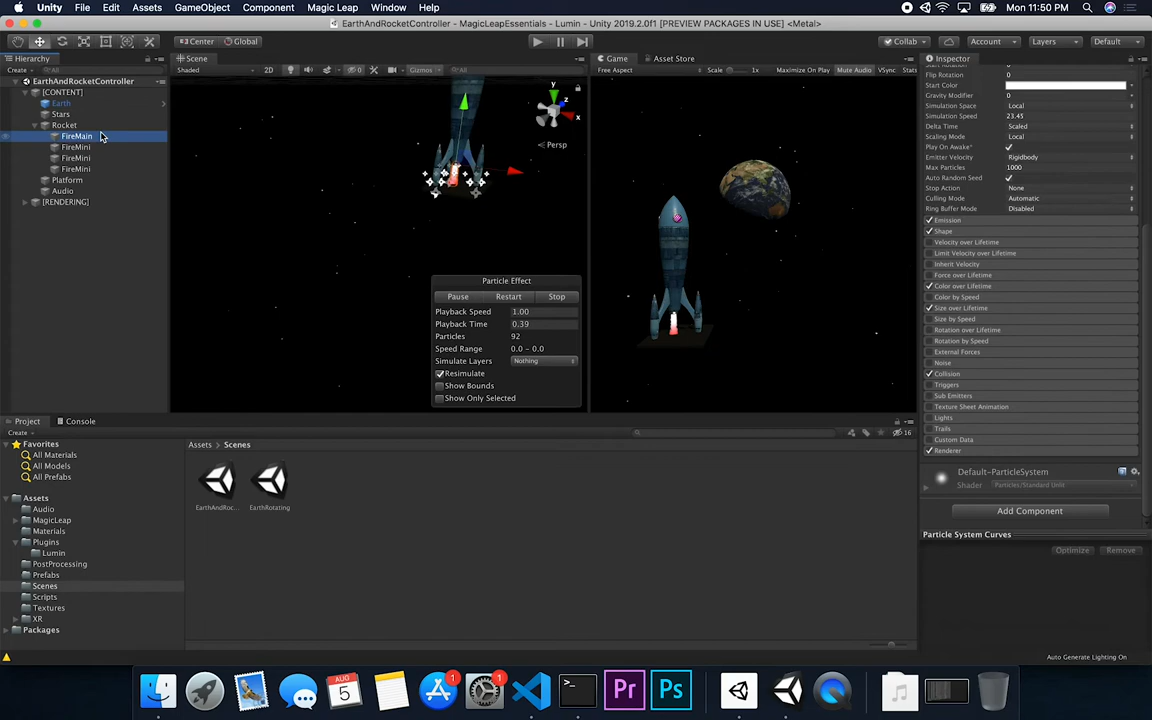 Unity File Edit Assets GameObject Component Magic Leap Window Help Mon 11:50 PM
EarthAndRocketController - MagicLeapEssentials - Lumin - Unity 2019.2.0f1 [PREVIEW PACKAGES IN USE] <Metal>
Center Global Collab Account Layers Default
Hierarchy
Create All
EarthAndRocketController
[CONTENT]
Earth
Stars
Rocket
FireMain
FireMini
FireMini
FireMini
Platform
Audio
[RENDERING]
Scene
Shaded 2D 0 Gizmos All
y
z
x
Persp
Particle Effect
Pause Restart Stop
Playback Speed 1.00
Playback Time 0.39
Particles 92
Speed Range 0.0 - 0.0
Simulate Layers Nothing
Resimulate
Show Bounds
Show Only Selected
Game Asset Store
Free Aspect Scale 1x Maximize On Play Mute Audio VSync Stats
Inspector
Flip Rotation 0
Start Color
Gravity Modifier 0
Simulation Space Local
Simulation Speed 23.45
Delta Time Scaled
Scaling Mode Local
Play On Awake*
Emitter Velocity Rigidbody
Max Particles 1000
Auto Random Seed
Stop Action None
Culling Mode Automatic
Ring Buffer Mode Disabled
Emission
Shape
Velocity over Lifetime
Limit Velocity over Lifetime
Inherit Velocity
Force over Lifetime
Color over Lifetime
Color by Speed
Size over Lifetime
Size by Speed
Rotation over Lifetime
Rotation by Speed
External Forces
Noise
Collision
Triggers
Sub Emitters
Texture Sheet Animation
Lights
Trails
Custom Data
Renderer
Default-ParticleSystem
Shader Particles/Standard Unlit
Add Component
Particle System Curves
Optimize Remove
Project Console
Create 16
Favorites
All Materials
All Models
All Prefabs
Assets
Audio
MagicLeap
Materials
Plugins
Lumin
PostProcessing
Prefabs
Scenes
Scripts
Textures
XR
Packages
Assets > Scenes
EarthAndRoc... EarthRotating
Auto Generate Lighting On
AUG
5
1
1
Pr
Ps